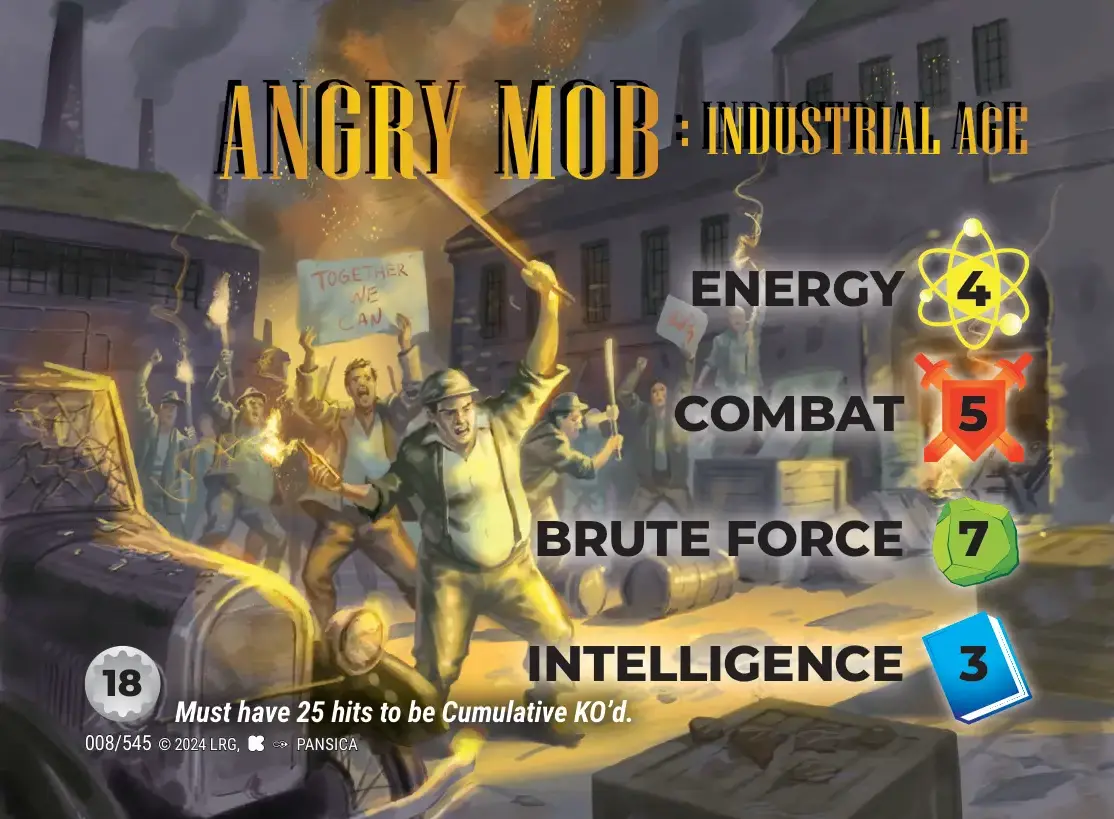 ANGRY MOB : INDUSTRIAL AGE
TOGETHER
WE
CAN
ENERGY 4
COMBAT 5
BRUTE FORCE 7
INTELLIGENCE 3
18
Must have 25 hits to be Cumulative KO’d.
008/545 © 2024 LRG, PANSICA